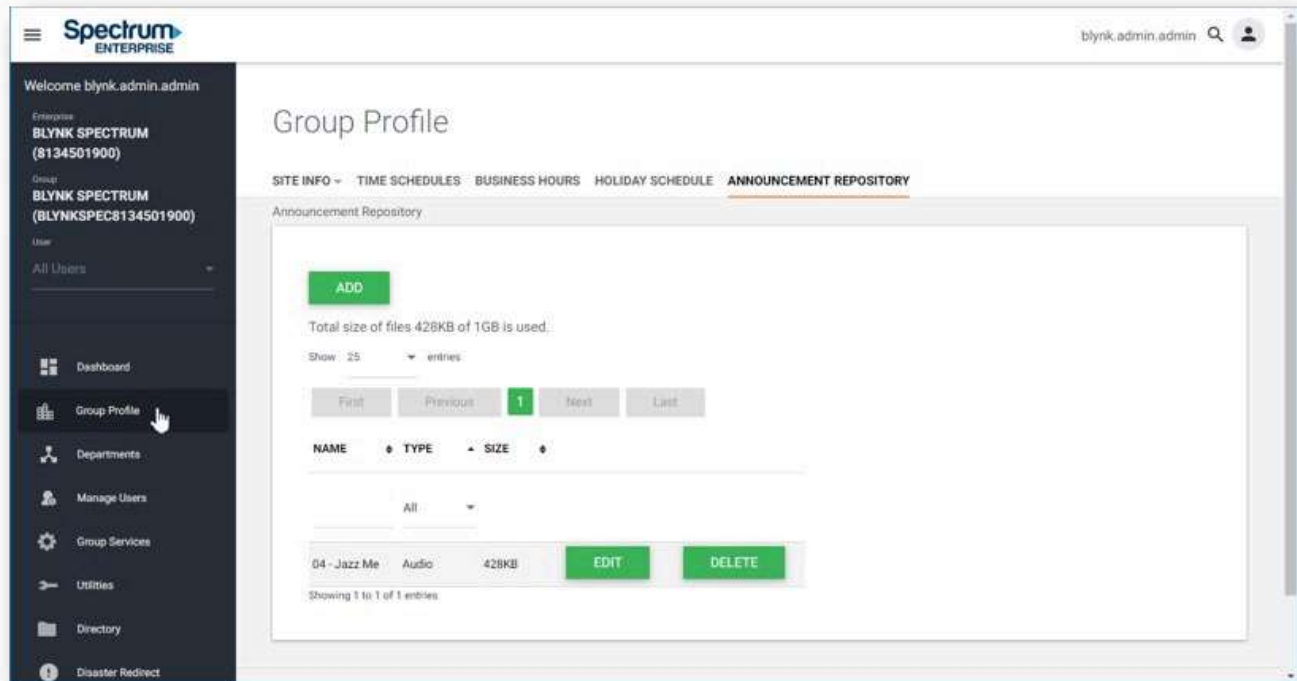 Spectrum
ENTERPRISE
blynk.admin.admin
Welcome blynk.admin.admin
Enterprise
BLYNK SPECTRUM
(8134501900)
Group
BLYNK SPECTRUM
(BLYNKSPEC8134501900)
User
All Users
Dashboard
Group Profile
Departments
Manage Users
Group Services
Utilities
Directory
Disaster Redirect
Group Profile
SITE INFO TIME SCHEDULES BUSINESS HOURS HOLIDAY SCHEDULE ANNOUNCEMENT REPOSITORY
Announcement Repository
ADD
Total size of files 428KB of 1GB is used.
Show 25 entries
First Previous 1 Next Last
NAME TYPE SIZE
All
04 - Jazz Me Audio 428KB EDIT DELETE
Showing 1 to 1 of 1 entries